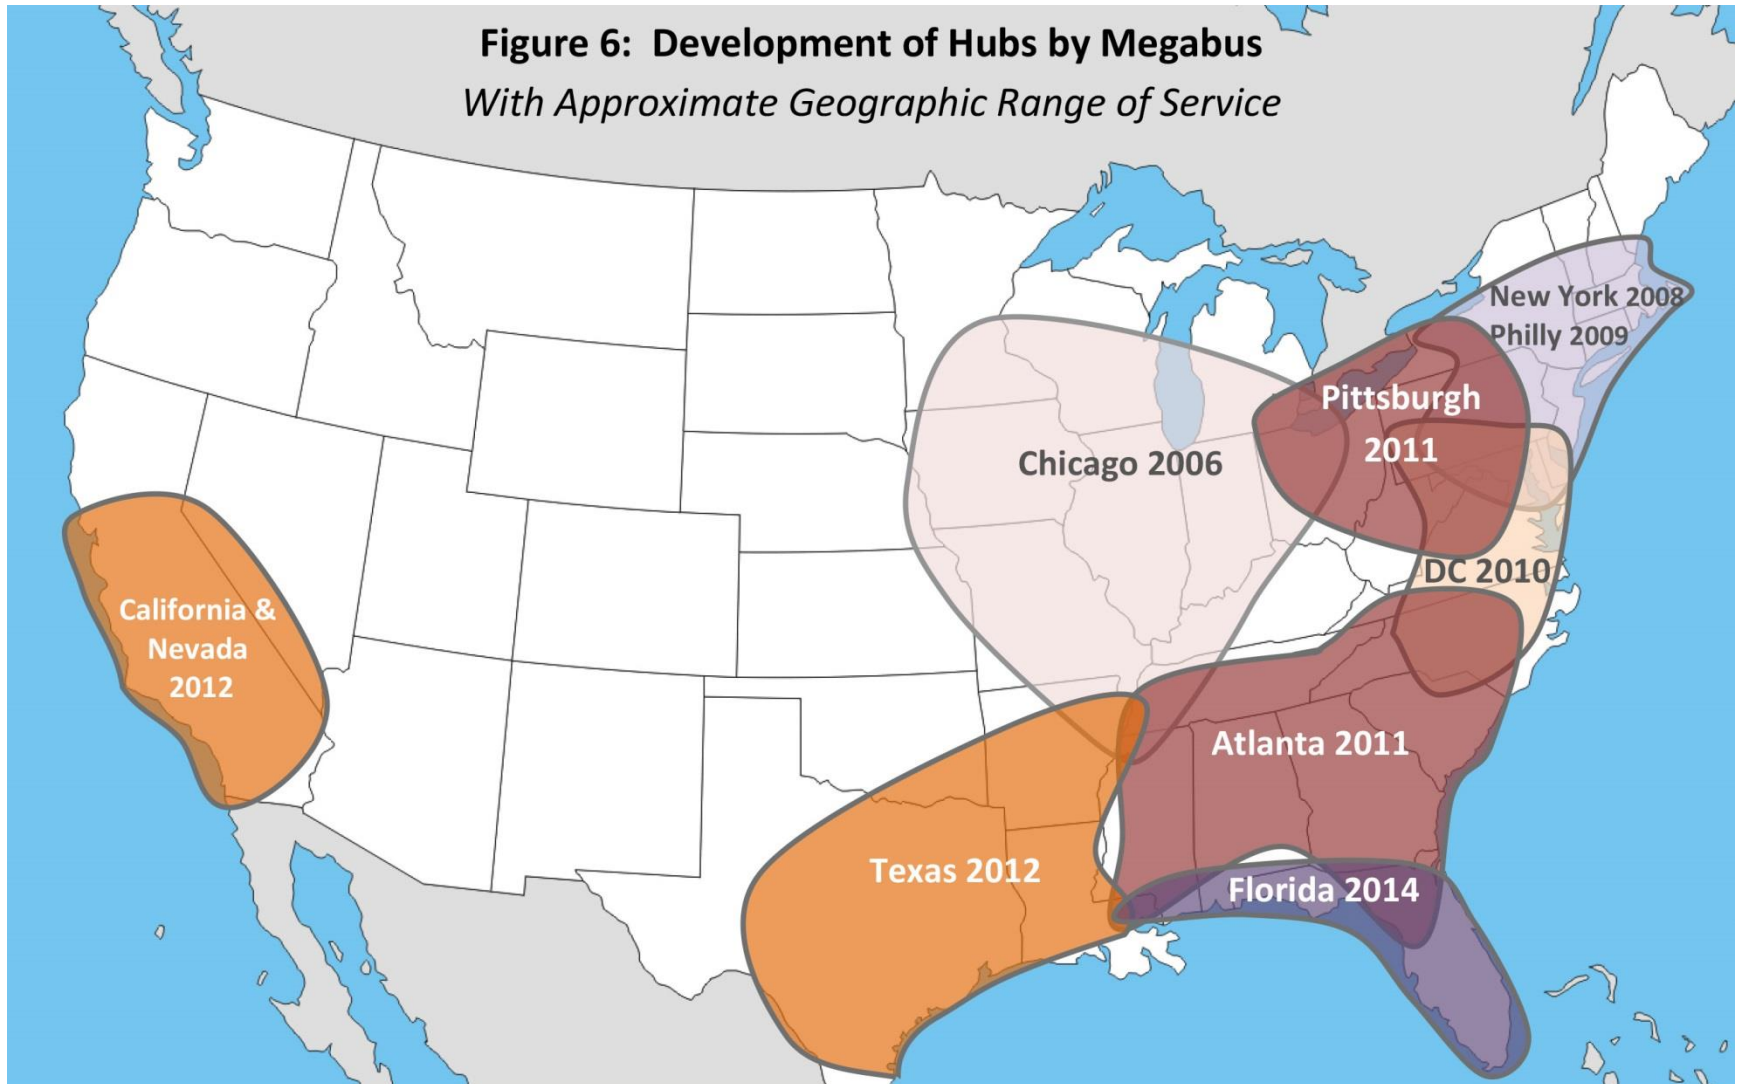 Figure 6:  Development of Hubs by Megabus
With Approximate Geographic Range of Service
New York 2008
Philly 2009
Pittsburgh
2011
Chicago 2006
DC 2010
California &
Nevada
2012
Atlanta 2011
Texas 2012
Florida 2014